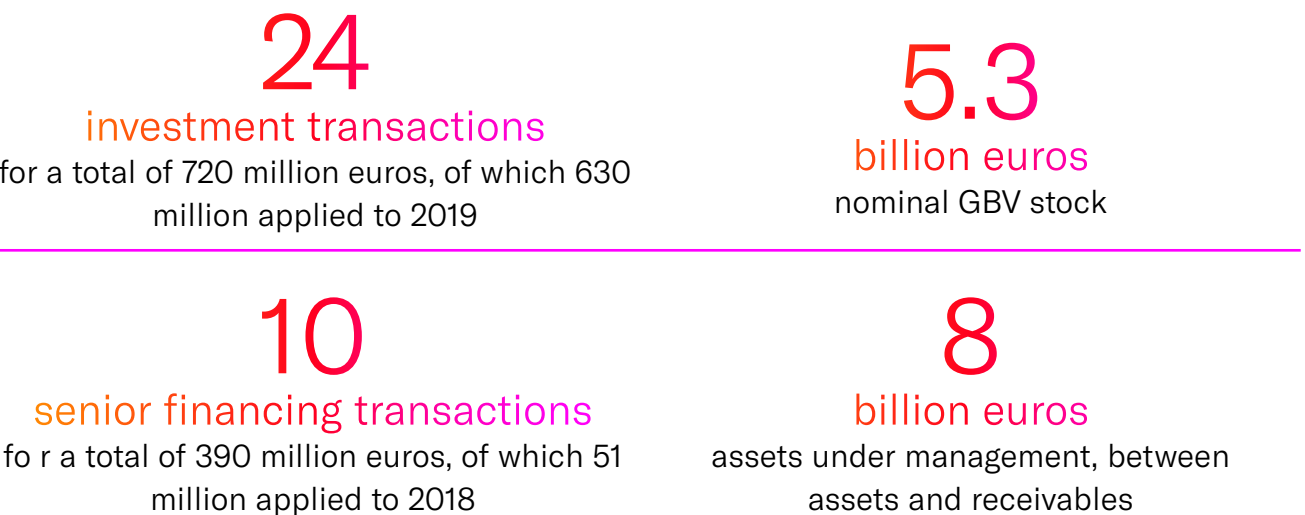 24
investment transactions
for a total of 720 million euros, of which 630
million applied to 2019
5.3
billion euros
nominal GBV stock
10
senior financing transactions
fo r a total of 390 million euros, of which 51
million applied to 2018
8
billion euros
assets under management, between
assets and receivables